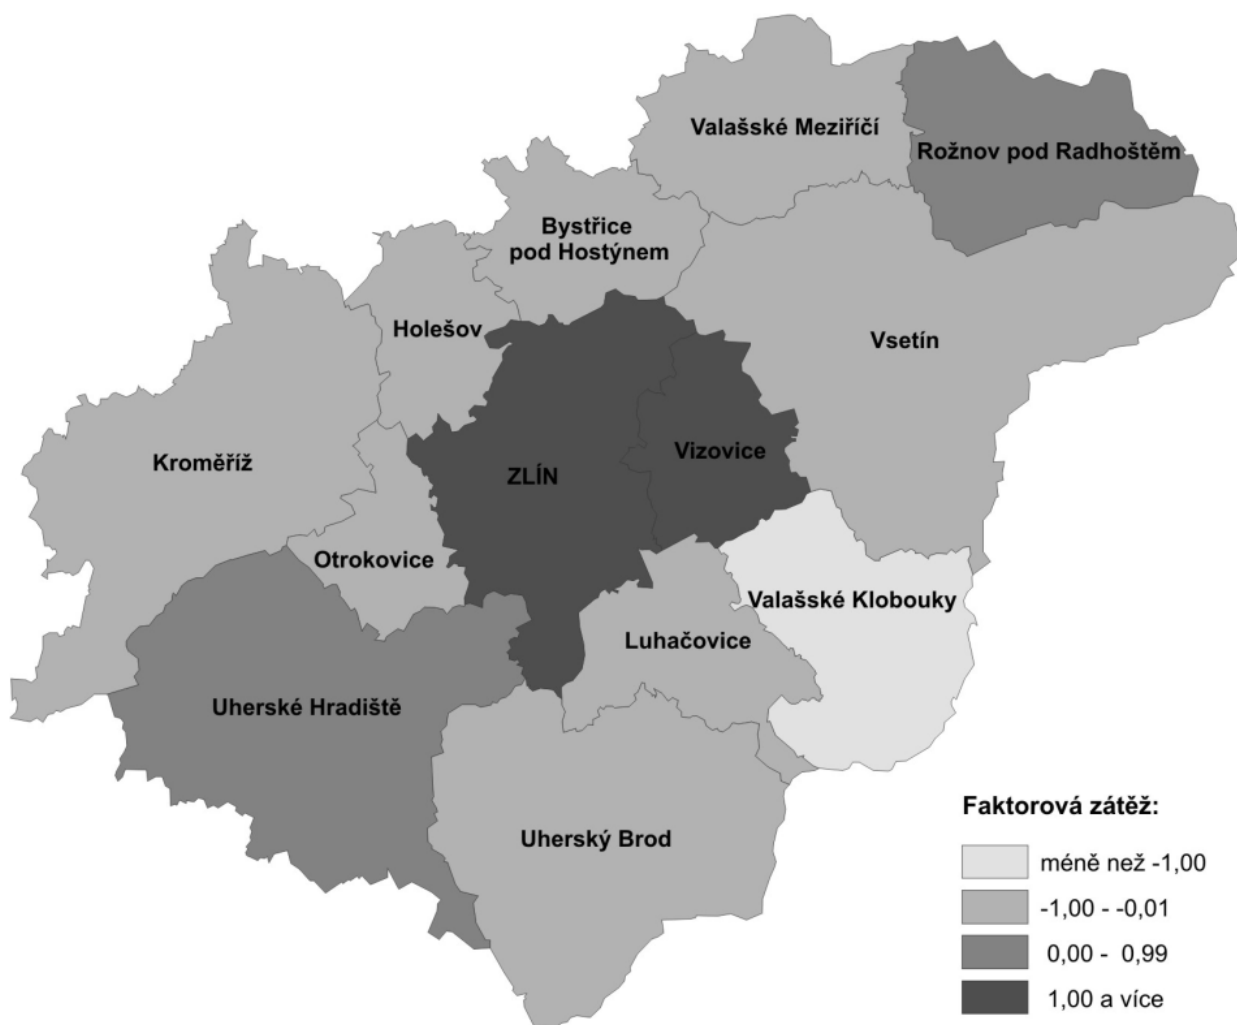 Valašské Meziříčí
Rožnov pod Radhoštěm
Bystřice
pod Hostýnem
Holešov
Vsetín
Kroměříž
ZLÍN
Vizovice
Otrokovice
Valašské Klobouky
Luhačovice
Uherské Hradiště
Uherský Brod
Faktorová zátěž:
méně než -1,00
-1,00 - -0,01
0,00 - 0,99
1,00 a více